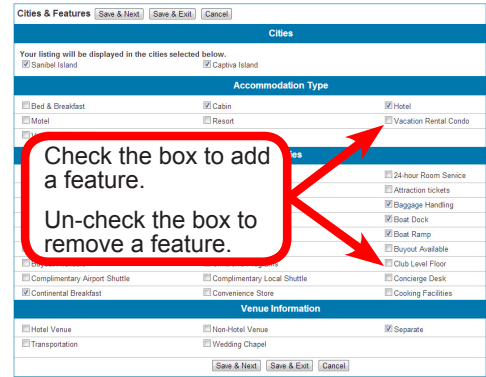 Cities & Features Save & Next Save & Exit Cancel
Cities
Your listing will be displayed in the cities selected below.
Sanibel Island Captiva Island
Accommodation Type
Bed & Breakfast Cabin Hotel
Motel Resort Vacation Rental Condo
Check the box to add
a feature.
Un-check the box to
remove a feature.
24-hour Room Service
Attraction tickets
Baggage Handling
Boat Dock
Boat Ramp
Buyout Available
Club Level Floor
Complimentary Airport Shuttle Complimentary Local Shuttle Concierge Desk
Continental Breakfast Convenience Store Cooking Facilities
Venue Information
Hotel Venue Non-Hotel Venue Separate
Transportation Wedding Chapel
Save & Next Save & Exit Cancel